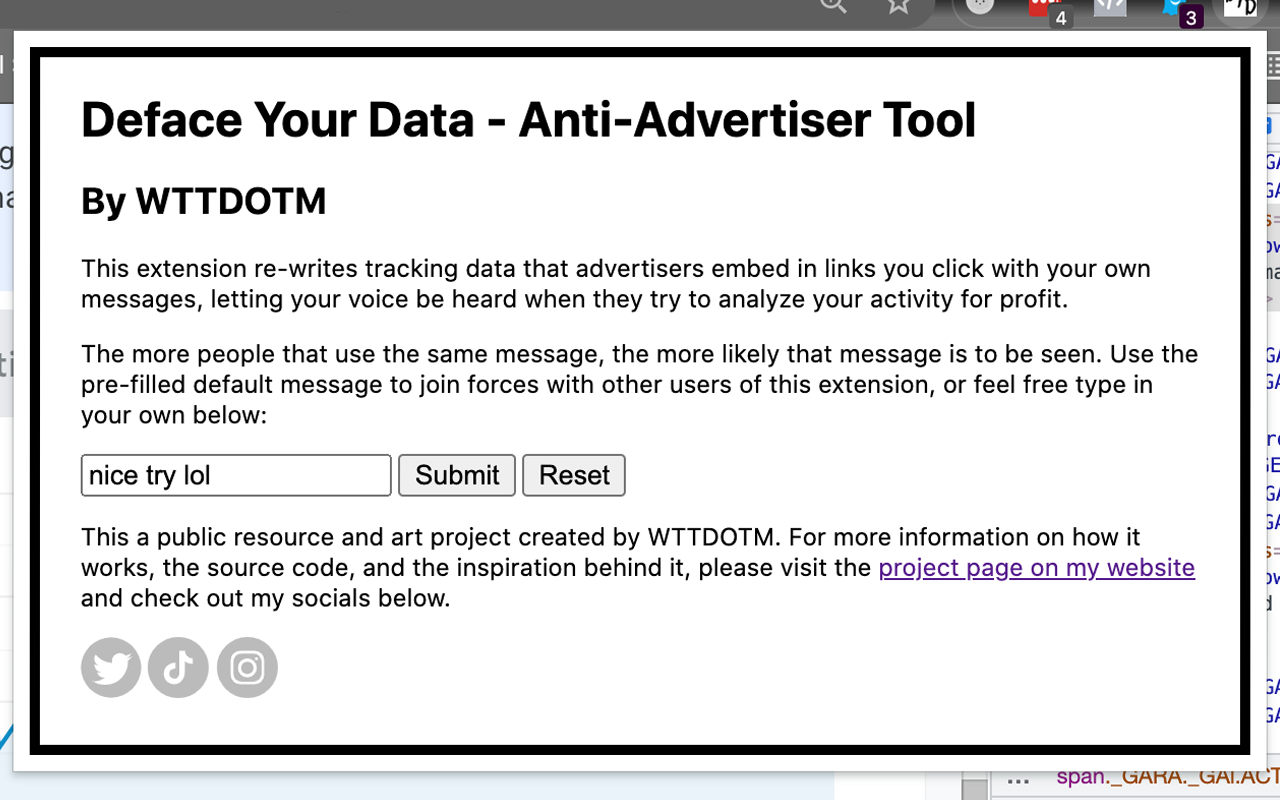 4
3
Deface Your Data - Anti-Advertiser Tool
By WTTDOTM
This extension re-writes tracking data that advertisers embed in links you click with your own
messages, letting your voice be heard when they try to analyze your activity for profit.
The more people that use the same message, the more likely that message is to be seen. Use the
pre-filled default message to join forces with other users of this extension, or feel free type in
your own below:
nice try lol Submit Reset
This a public resource and art project created by WTTDOTM. For more information on how it
works, the source code, and the inspiration behind it, please visit the project page on my website
and check out my socials below.
... span._GARA._GAI.ACT